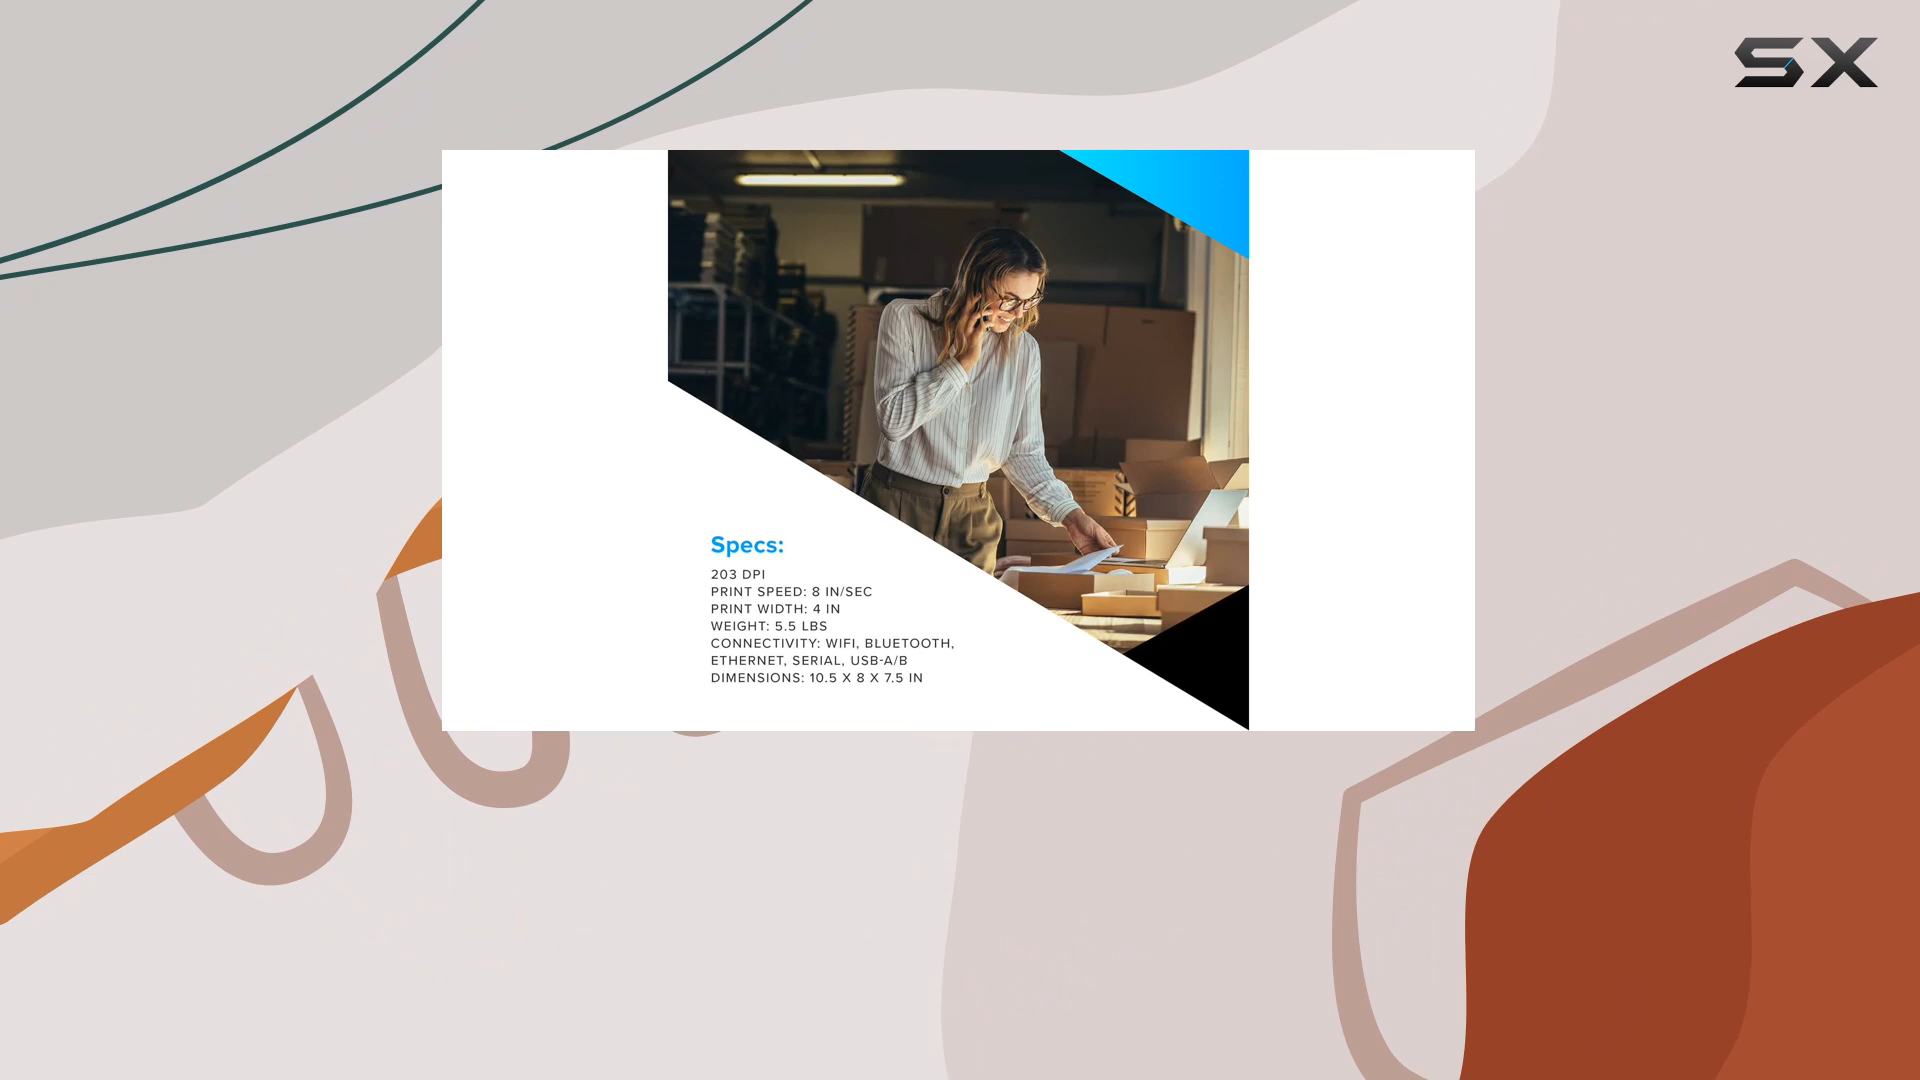 SX
Specs:
203 DPI
PRINT SPEED: 8 IN/SEC
PRINT WIDTH: 4 IN
WEIGHT: 5.5 LBS
CONNECTIVITY: WIFI, BLUETOOTH,
ETHERNET, SERIAL, USB-A/B
DIMENSIONS: 10.5 X 8 X 7.5 IN